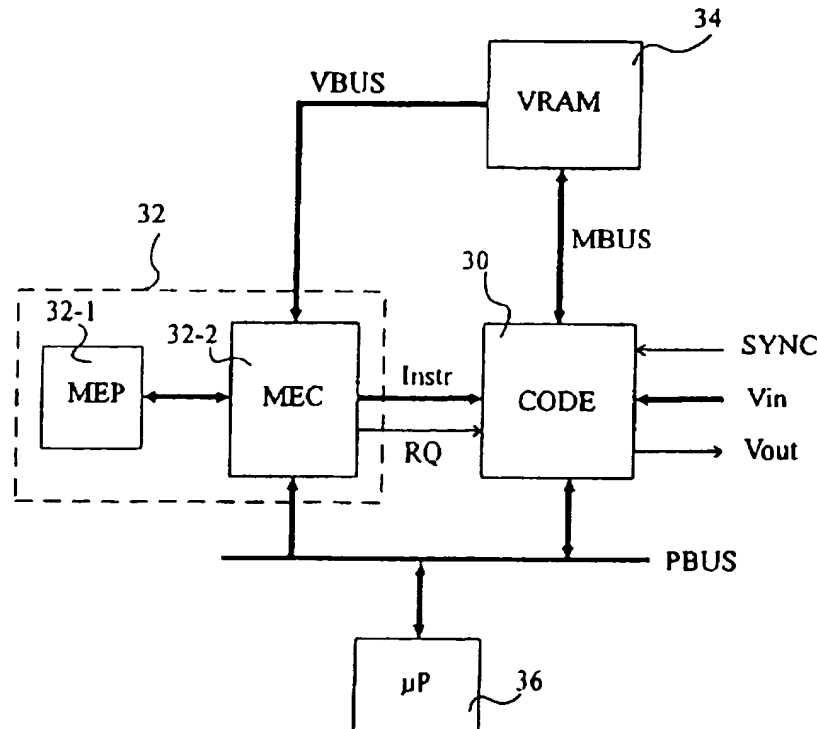 34
VBUS
VRAM
32
MBUS
30
32-1
32-2
SYNC
MEP
MEC
Instr
CODE
Vin
RQ
Vout
PBUS
µP
36